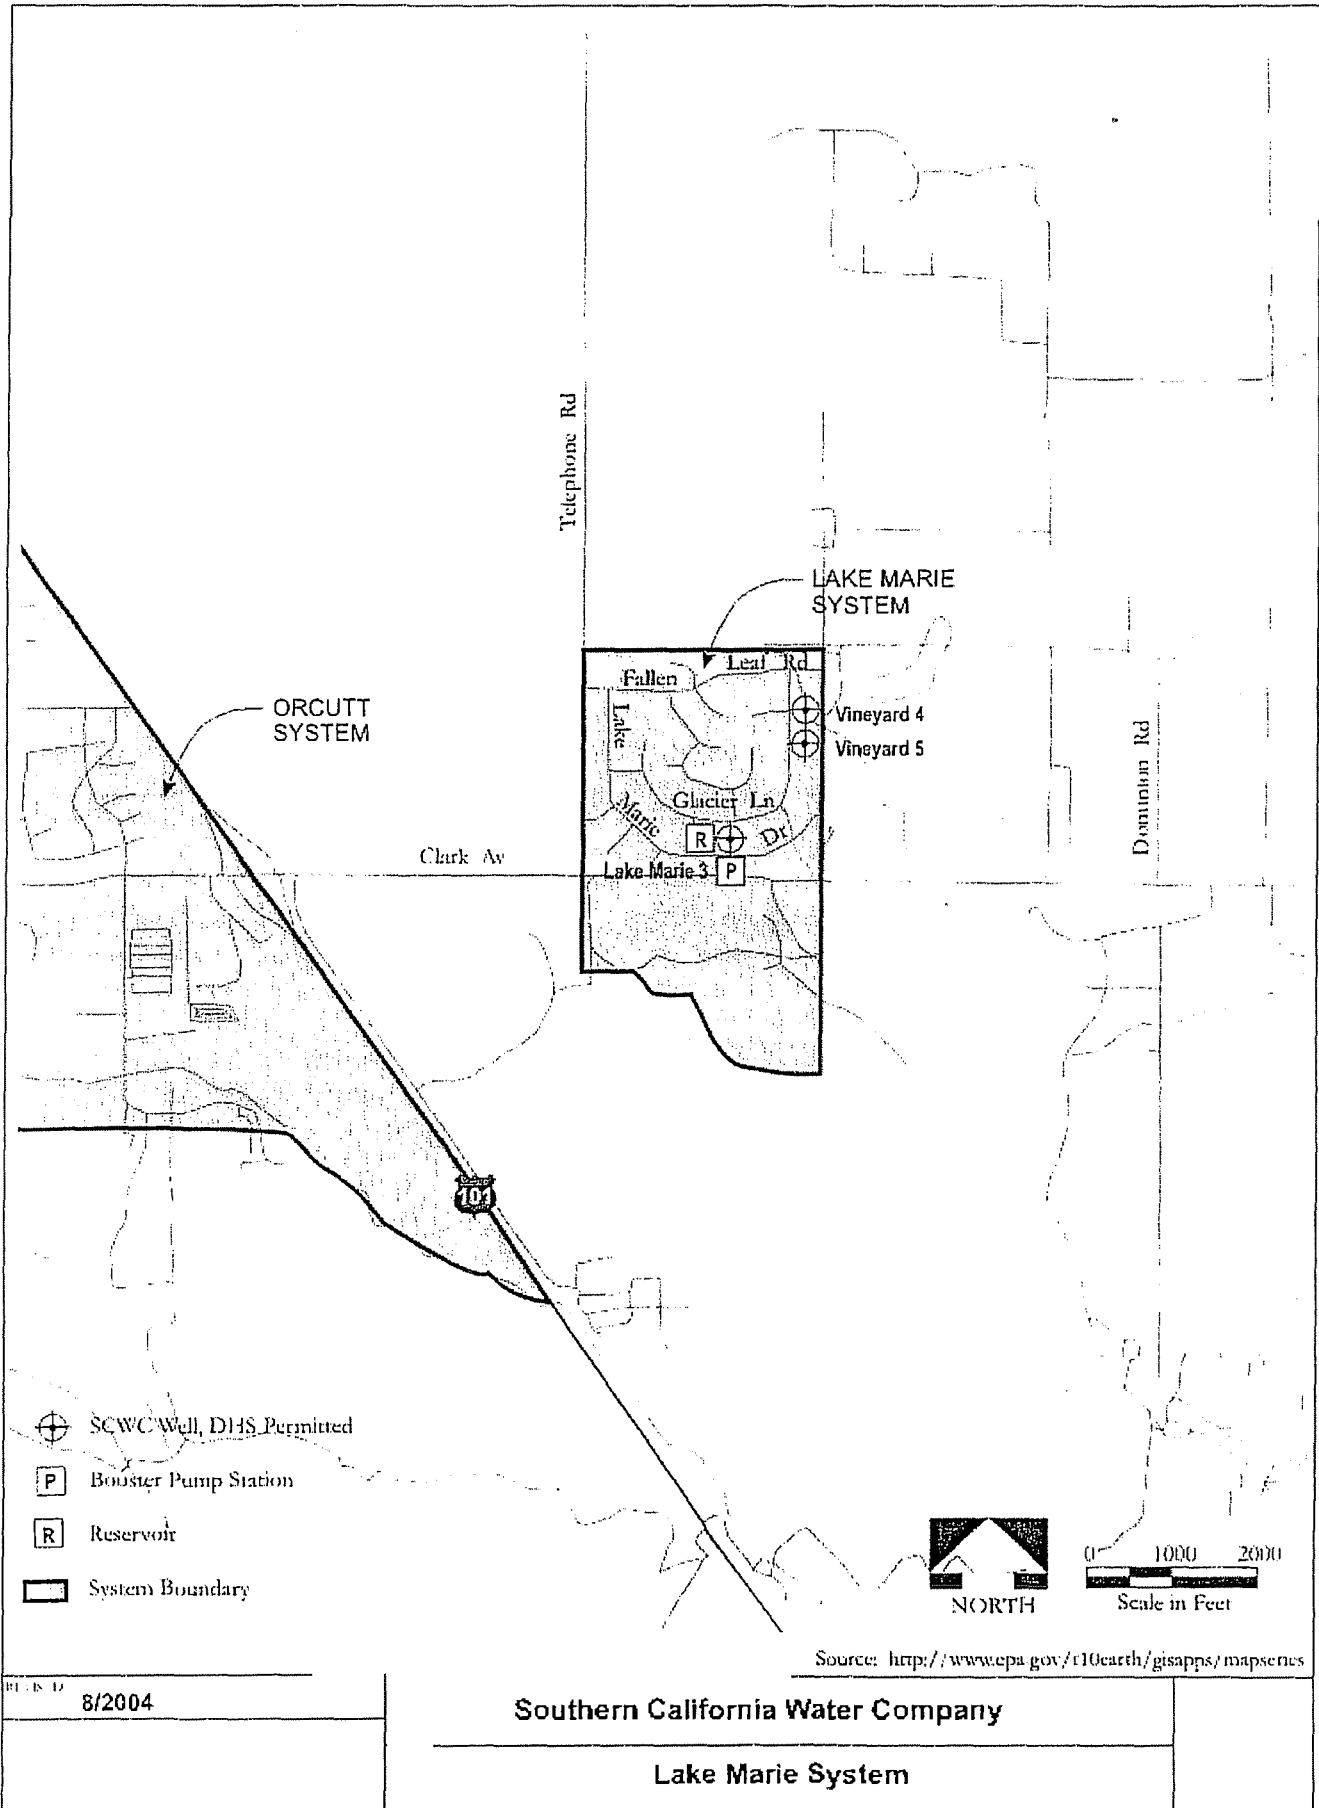 Telephone Rd
LAKE MARIE
SYSTEM
Fallen Leaf Rd
Lake Marie Dr
Vineyard 4
Vineyard 5
ORCUTT
SYSTEM
Dominion Rd
Glacier Ln
R
Clark Av
Lake Marie 3 P
101
SCWC Well, DHS Permitted
P Booster Pump Station
R Reservoir
System Boundary
NORTH
0 1000 2000
Scale in Feet
Source: http://www.epa.gov/r10earth/gisapps/mapseries
8/2004
Southern California Water Company
Lake Marie System